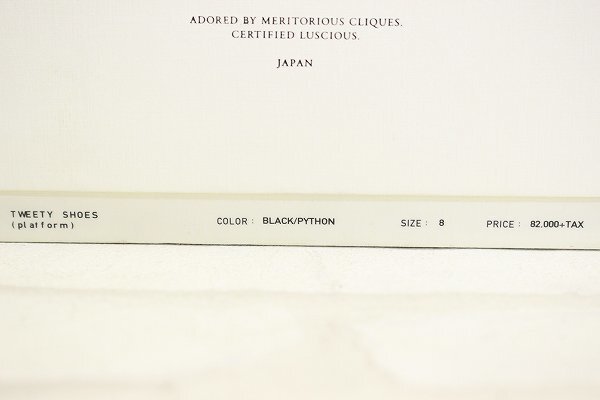 ADORED BY MERITORIOUS CLIQUES.
CERTIFIED LUSCIOUS.
JAPAN
TWEETY SHOES
(platform)
COLOR : BLACK/PYTHON
SIZE : 8
PRICE : 82,000+TAX